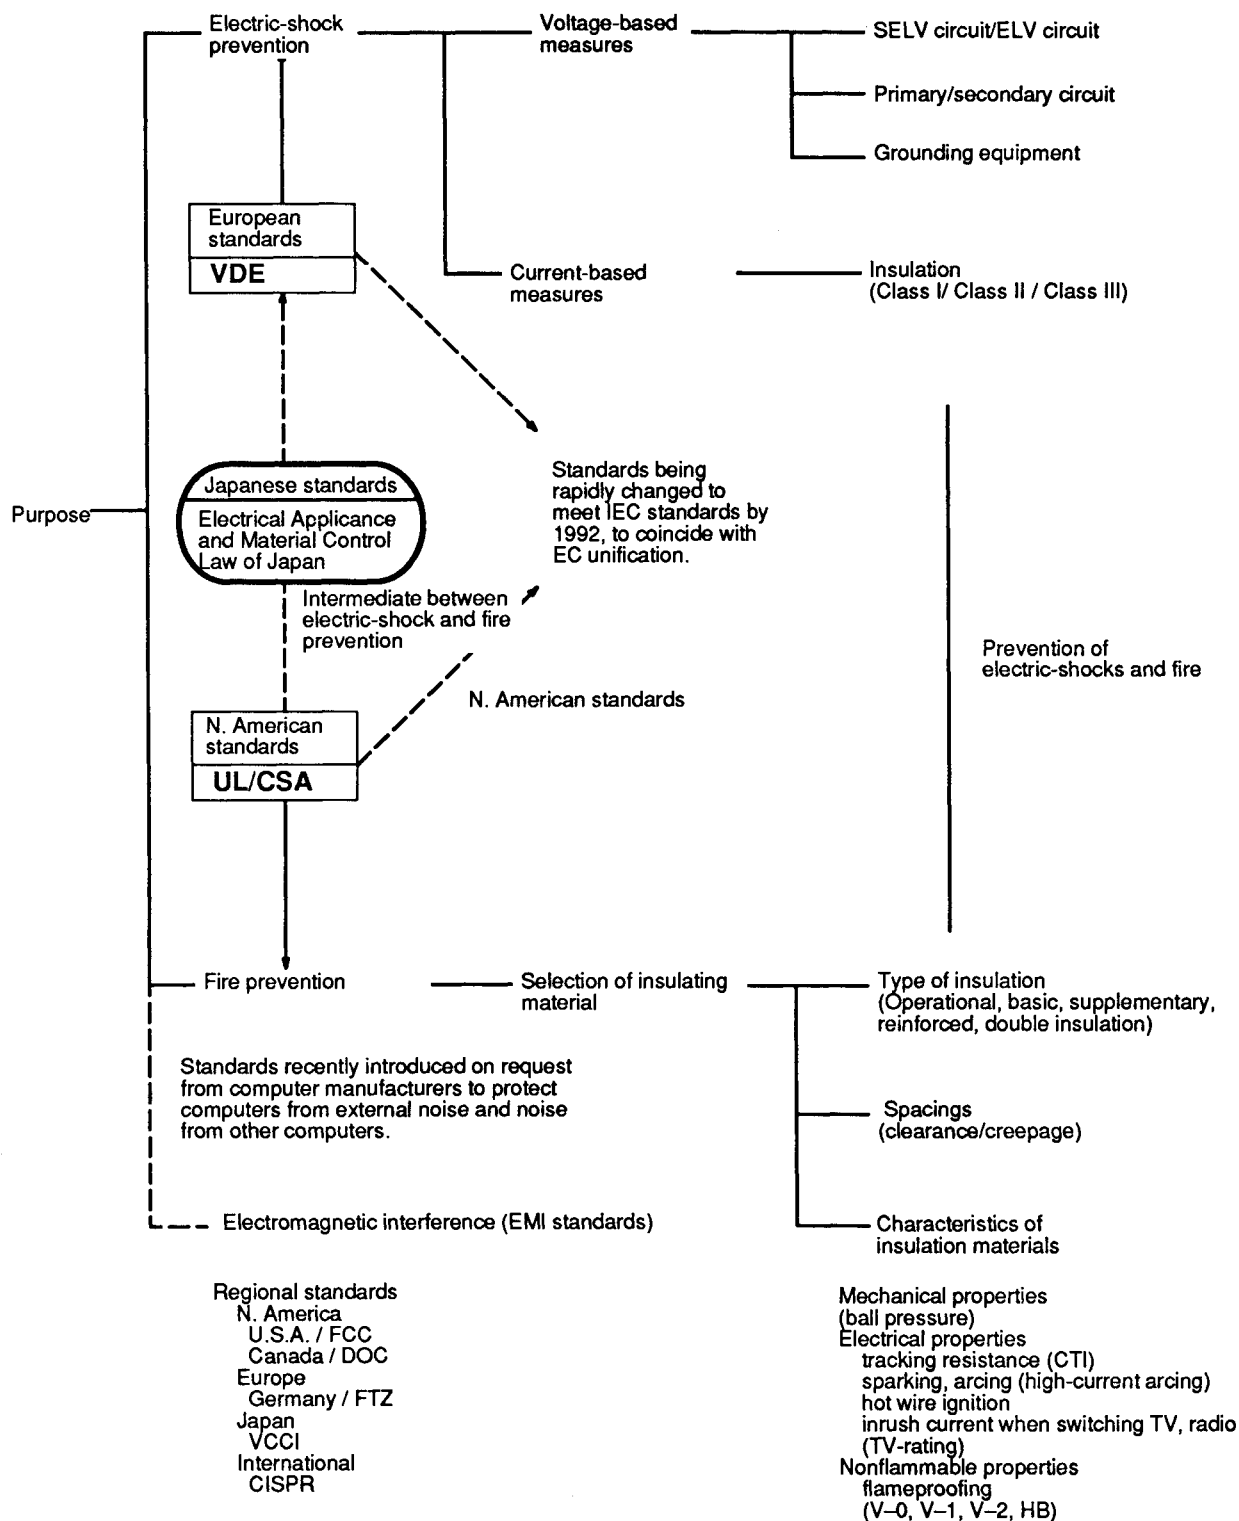 Electric-shock
prevention
Voltage-based
measures
SELV circuit/ELV circuit
Primary/secondary circuit
Grounding equipment
European
standards
VDE
Current-based
measures
Insulation
(Class I/ Class II / Class III)
Purpose
Japanese standards
Electrical Applicance
and Material Control
Law of Japan
Standards being
rapidly changed to
meet IEC standards by
1992, to coincide with
EC unification.
Intermediate between
electric-shock and fire
prevention
Prevention of
electric-shocks and fire
N. American standards
N. American
standards
UL/CSA
Fire prevention
Selection of insulating
material
Type of insulation
(Operational, basic, supplementary,
reinforced, double insulation)
Standards recently introduced on request
from computer manufacturers to protect
computers from external noise and noise
from other computers.
Spacings
(clearance/creepage)
Electromagnetic interference (EMI standards)
Characteristics of
insulation materials
Regional standards
N. America
U.S.A. / FCC
Canada / DOC
Europe
Germany / FTZ
Japan
VCCI
International
CISPR
Mechanical properties
(ball pressure)
Electrical properties
tracking resistance (CTI)
sparking, arcing (high-current arcing)
hot wire ignition
inrush current when switching TV, radio
(TV-rating)
Nonflammable properties
flameproofing
(V–0, V–1, V–2, HB)